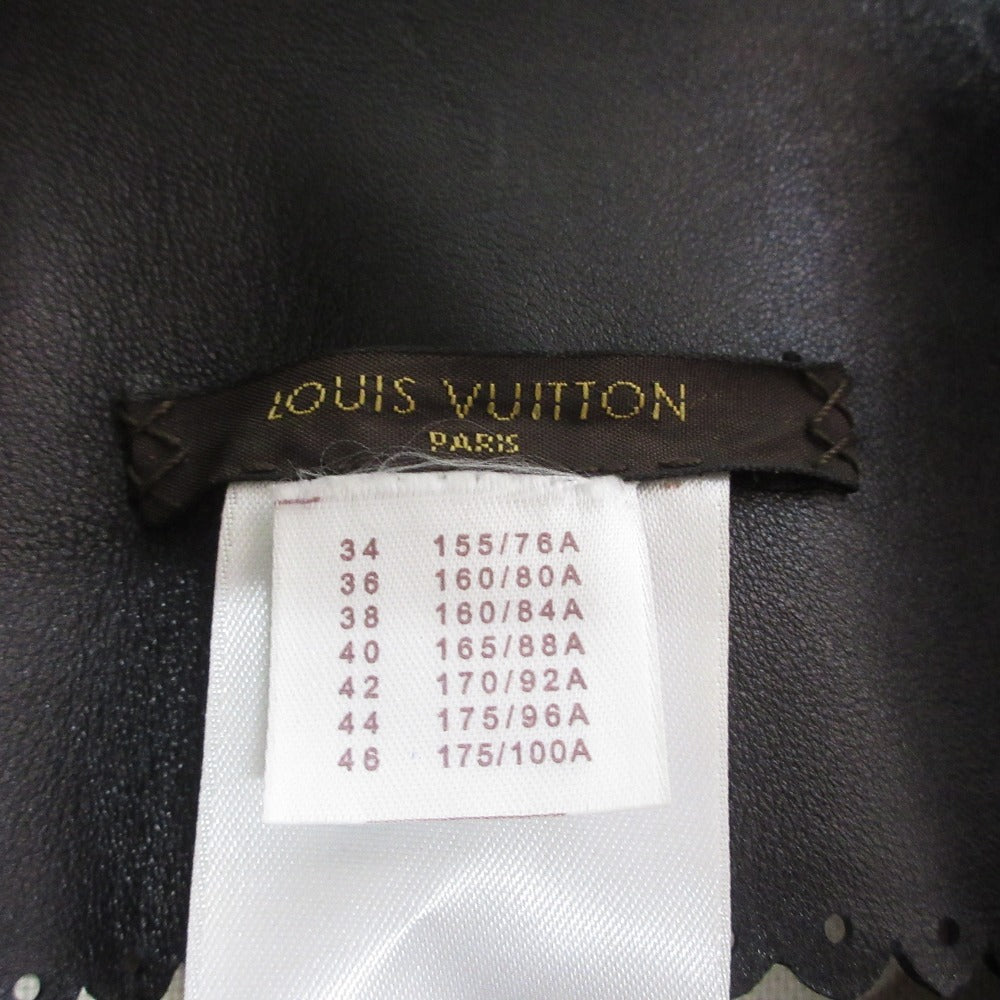 LOUIS VUITTON
PARIS
34 155/76A
36 160/80A
38 160/84A
40 165/88A
42 170/92A
44 175/96A
46 175/100A